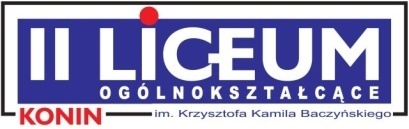 II LiCEUM
OGÓLNOKSZTAŁCĄCE
KONIN im. Krzysztofa Kamila Baczyńskiego